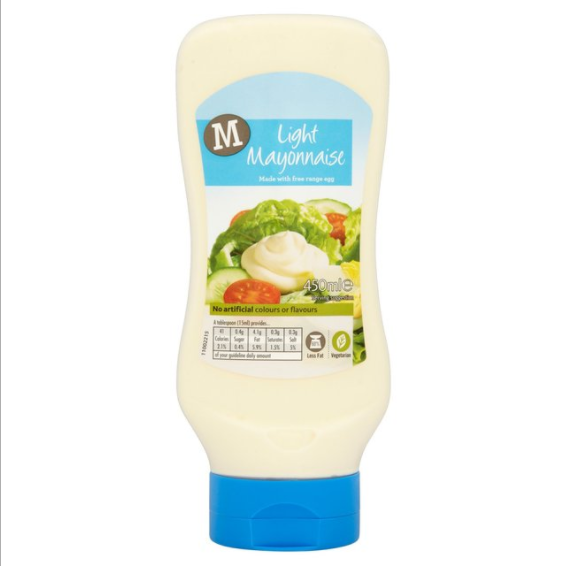 M
Light
Mayonnaise
Made with free range egg
450ml℮
No artificial colours or flavours
A tablespoon (15ml) provides...
Calories Sugar Fat Saturates Salt
2.1% 0.4% 5.9% 1.5% 5%
of your guideline daily amount
Less Fat
Vegetarian